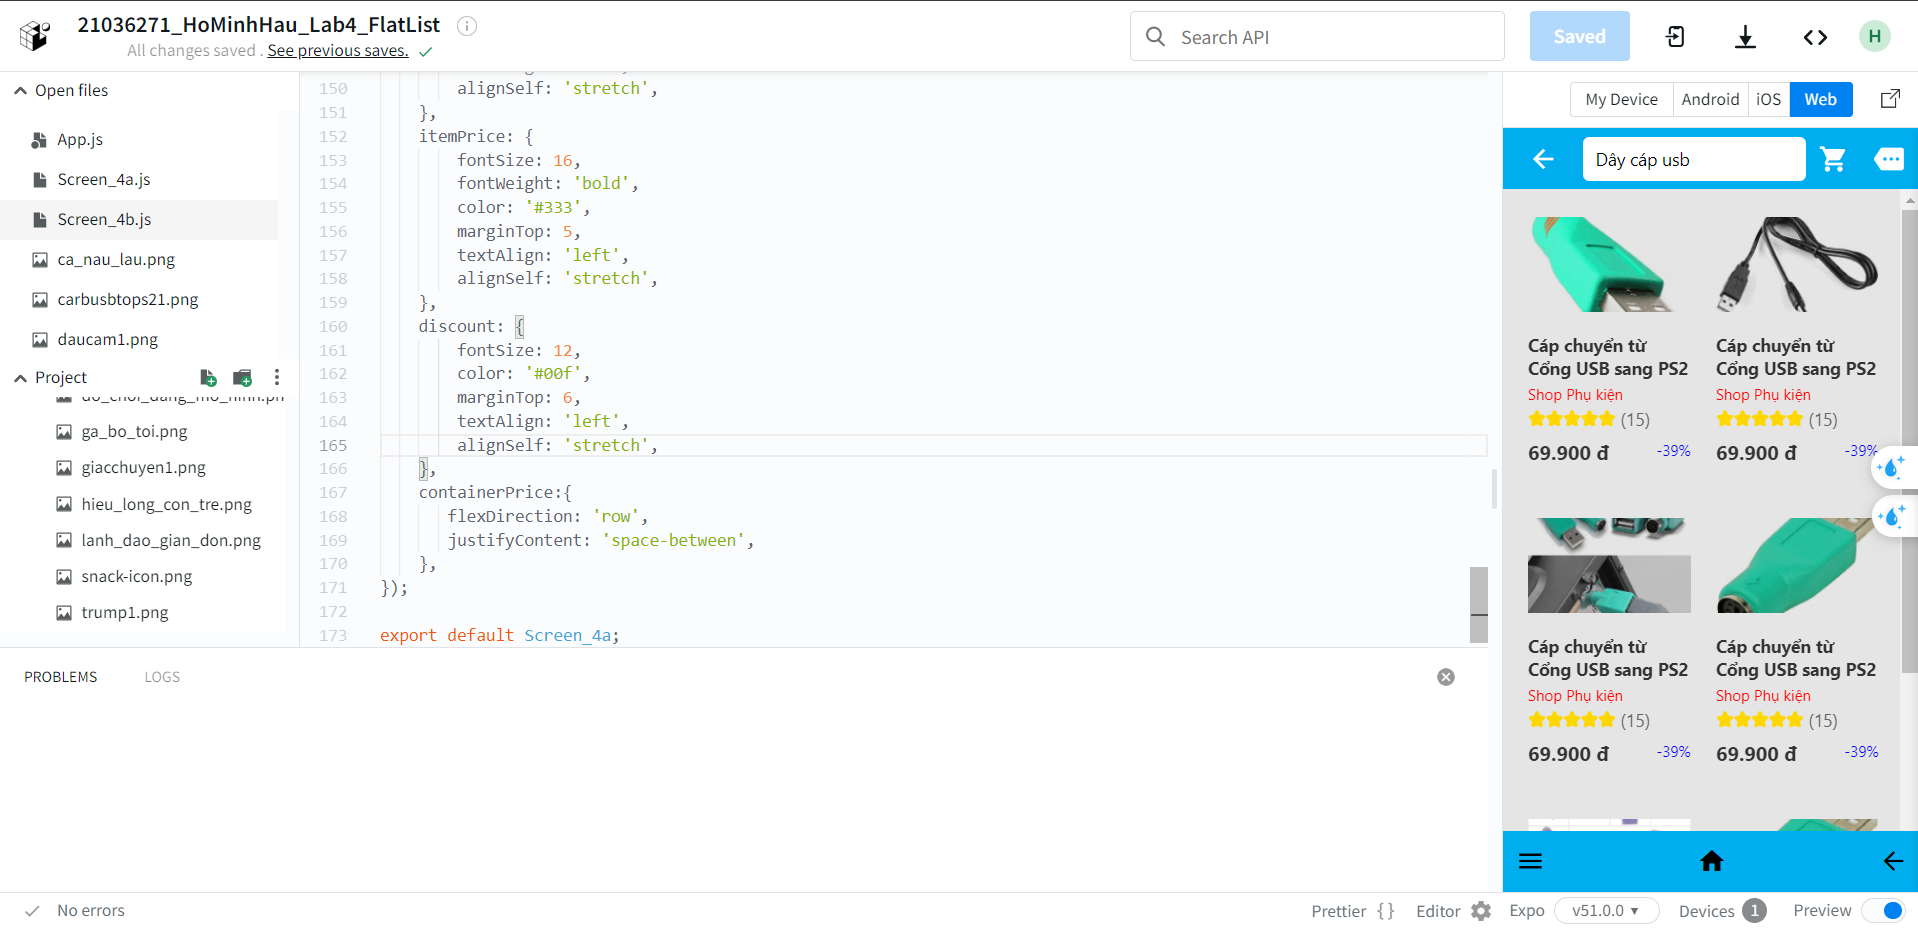 21036271_HoMinhHau_Lab4_FlatList
All changes saved . See previous saves.
Search API
Saved
H
Open files
App.js
Screen_4a.js
Screen_4b.js
ca_nau_lau.png
carbusbtops21.png
daucam1.png
Project
ga_bo_toi.png
giacchuyen1.png
hieu_long_con_tre.png
lanh_dao_gian_don.png
snack-icon.png
trump1.png
150 alignSelf: 'stretch',
151 },
152 itemPrice: {
153 fontSize: 16,
154 fontWeight: 'bold',
155 color: '#333',
156 marginTop: 5,
157 textAlign: 'left',
158 alignSelf: 'stretch',
159 },
160 discount: {
161 fontSize: 12,
162 color: '#00f',
163 marginTop: 6,
164 textAlign: 'left',
165 alignSelf: 'stretch',
166 },
167 containerPrice:{
168 flexDirection: 'row',
169 justifyContent: 'space-between',
170 },
171 });
172
173 export default Screen_4a;
My Device Android iOS Web
Dây cáp usb
Cáp chuyển từ
Cổng USB sang PS2
Shop Phụ kiện
(15)
69.900 đ -39%
Cáp chuyển từ
Cổng USB sang PS2
Shop Phụ kiện
(15)
69.900 đ -39%
Cáp chuyển từ
Cổng USB sang PS2
Shop Phụ kiện
(15)
69.900 đ -39%
Cáp chuyển từ
Cổng USB sang PS2
Shop Phụ kiện
(15)
69.900 đ -39%
PROBLEMS LOGS
No errors
Prettier {} Editor Expo v51.0.0 ▾ Devices 1 Preview